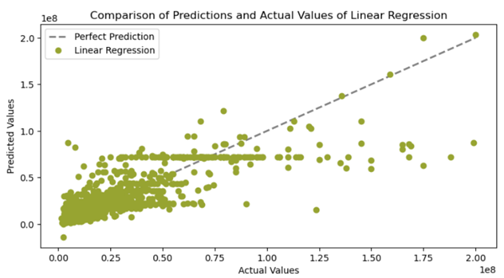 Comparison of Predictions and Actual Values of Linear Regression
1e8
2.0
1.5
1.0
0.5
0.0
Predicted Values
Perfect Prediction
Linear Regression
0.00 0.25 0.50 0.75 1.00 1.25 1.50 1.75 2.00
1e8
Actual Values